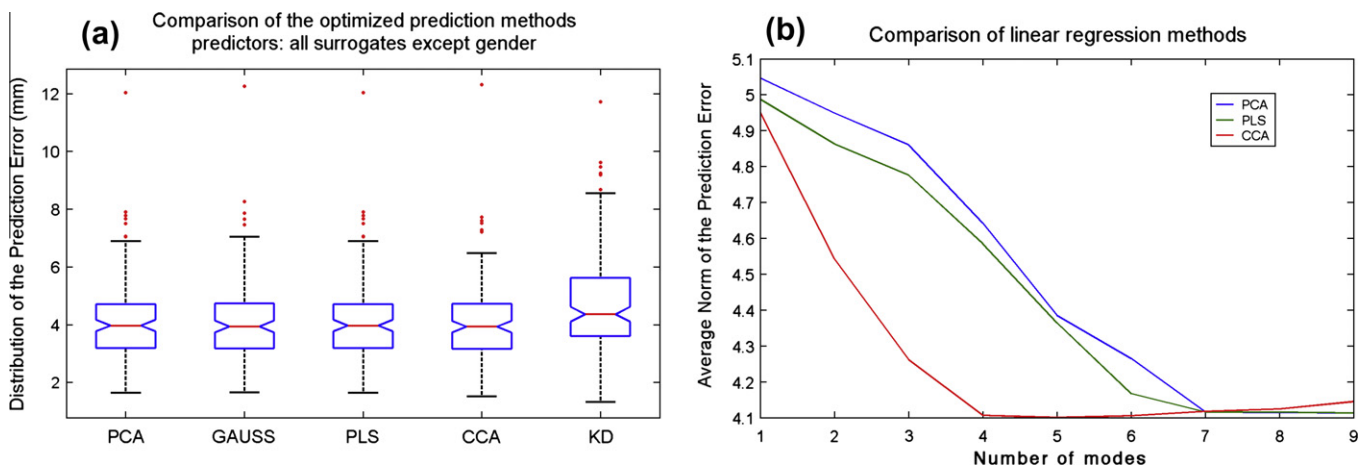 (a)
Comparison of the optimized prediction methods
predictors: all surrogates except gender
Distribution of the Prediction Error (mm)
12
10
8
6
4
2
PCA GAUSS PLS CCA KD
(b)
Comparison of linear regression methods
Average Norm of the Prediction Error
5.1
5
4.9
4.8
4.7
4.6
4.5
4.4
4.3
4.2
4.1
PCA
PLS
CCA
1 2 3 4 5 6 7 8 9
Number of modes